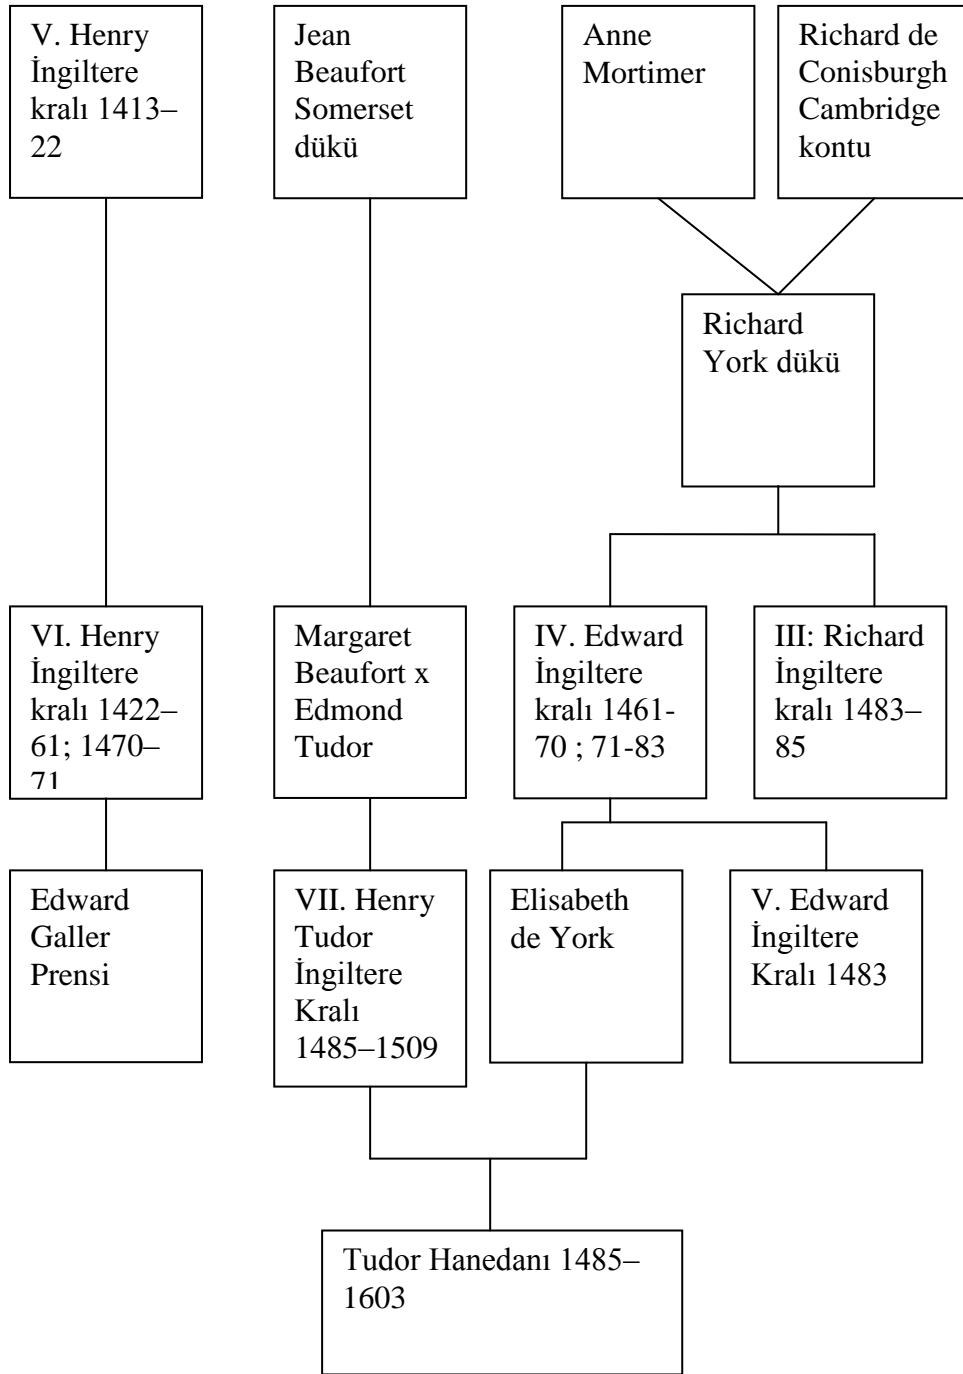 V. Henry
İngiltere
kralı 1413–
22
Jean
Beaufort
Somerset
dükü
Anne
Mortimer
Richard de
Conisburgh
Cambridge
kontu
Richard
York dükü
VI. Henry
İngiltere
kralı 1422–
61; 1470–
71
Margaret
Beaufort x
Edmond
Tudor
IV. Edward
İngiltere
kralı 1461-
70 ; 71-83
III: Richard
İngiltere
kralı 1483–
85
Edward
Galler
Prensi
VII. Henry
Tudor
İngiltere
Kralı
1485–1509
Elisabeth
de York
V. Edward
İngiltere
Kralı 1483
Tudor Hanedanı 1485–
1603